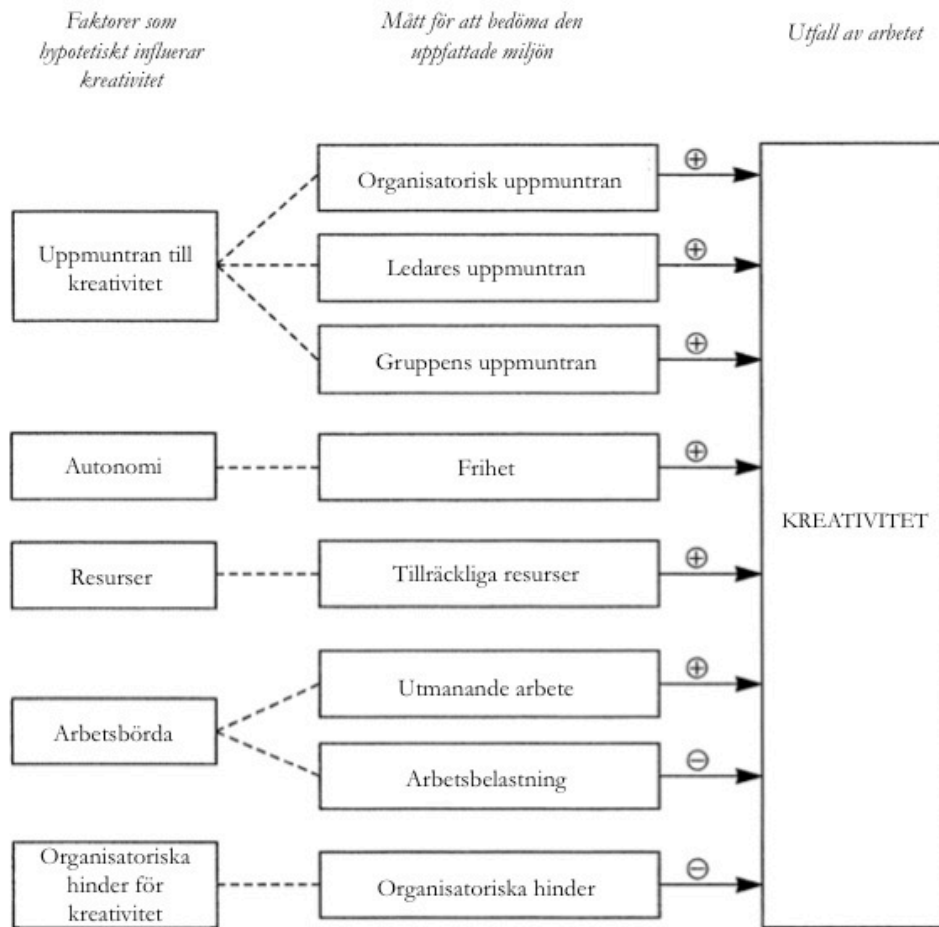 Faktorer som
hypotetiskt influerar
kreativitet
Mått för att bedöma den
uppfattade miljön
Utfall av arbetet
Uppmuntran till
kreativitet
Organisatorisk uppmuntran
⊕
Ledares uppmuntran
⊕
Gruppens uppmuntran
⊕
Autonomi
Frihet
⊕
Resurser
Tillräckliga resurser
⊕
Arbetsbörda
Utmanande arbete
⊕
Arbetsbelastning
⊖
Organisatoriska
hinder för
kreativitet
Organisatoriska hinder
⊖
KREATIVITET